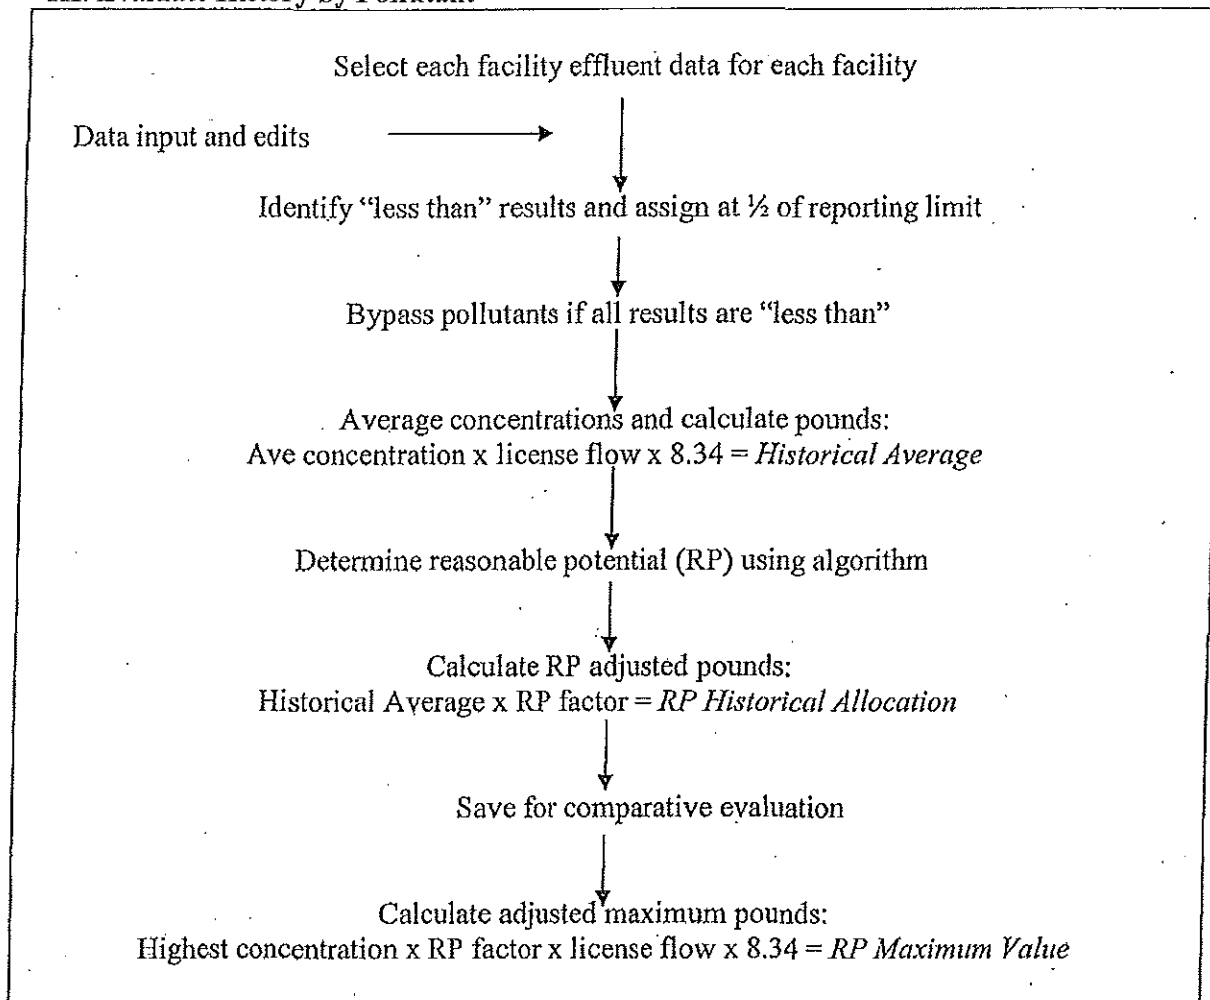 Select each facility effluent data for each facility
Data input and edits
Identify “less than” results and assign at ½ of reporting limit
Bypass pollutants if all results are “less than”
Average concentrations and calculate pounds:
Ave concentration x license flow x 8.34 = Historical Average
Determine reasonable potential (RP) using algorithm
Calculate RP adjusted pounds:
Historical Average x RP factor = RP Historical Allocation
Save for comparative evaluation
Calculate adjusted maximum pounds:
Highest concentration x RP factor x license flow x 8.34 = RP Maximum Value